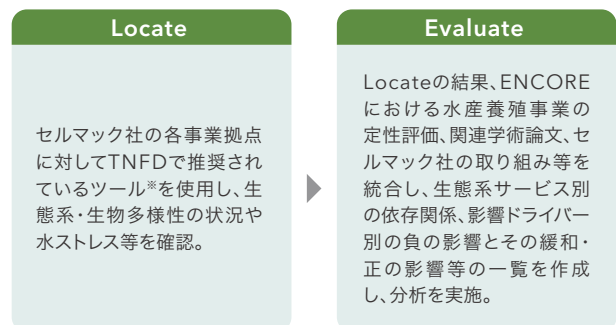 Locate
セルマック社の各事業拠点
に対してTNFDで推奨され
ているツール※を使用し、生
態系・生物多様性の状況や
水ストレス等を確認。
Evaluate
Locateの結果、ENCORE
における水産養殖事業の
定性評価、関連学術論文、セ
ルマック社の取り組み等を
統合し、生態系サービス別
の依存関係、影響ドライバー
別の負の影響とその緩和・
正の影響等の一覧を作成
し、分析を実施。